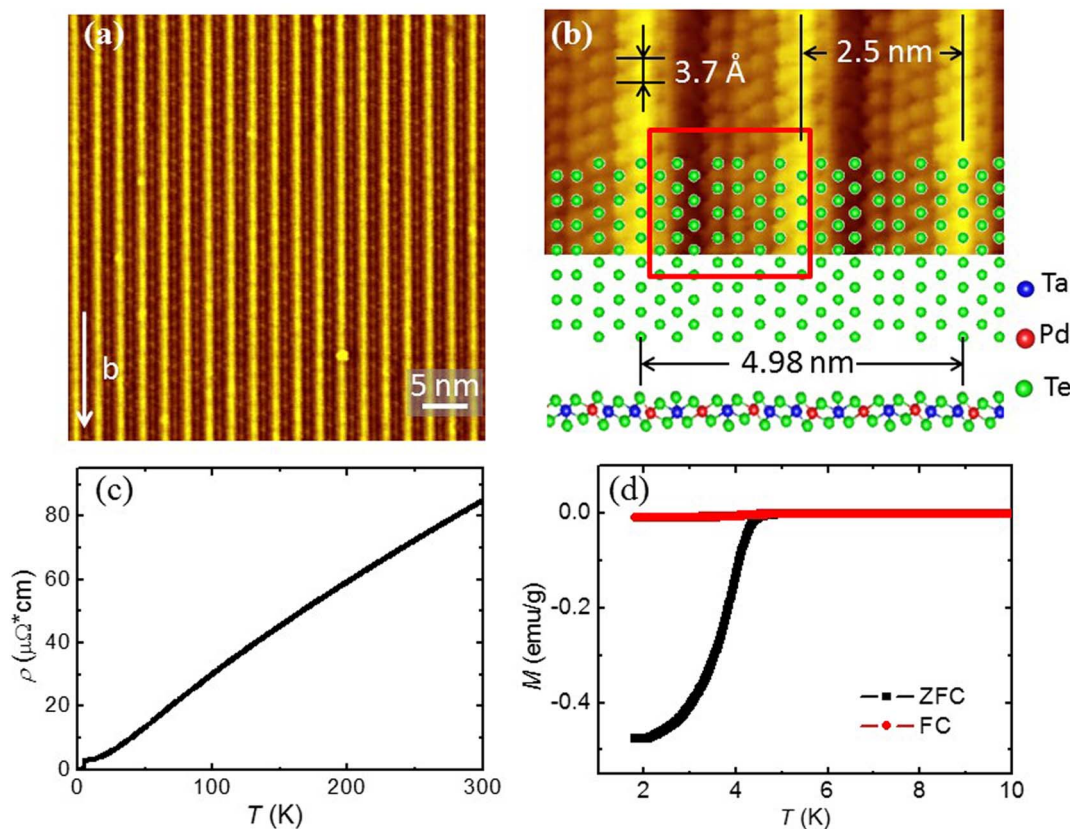 (a)
b
5 nm
(b)
3.7 Å
2.5 nm
4.98 nm
Ta
Pd
Te
(c)
ρ (μΩ*cm)
80
60
40
20
0
0 100 200 300
T (K)
(d)
M (emu/g)
0.0
-0.2
-0.4
ZFC
FC
2 4 6 8 10
T (K)